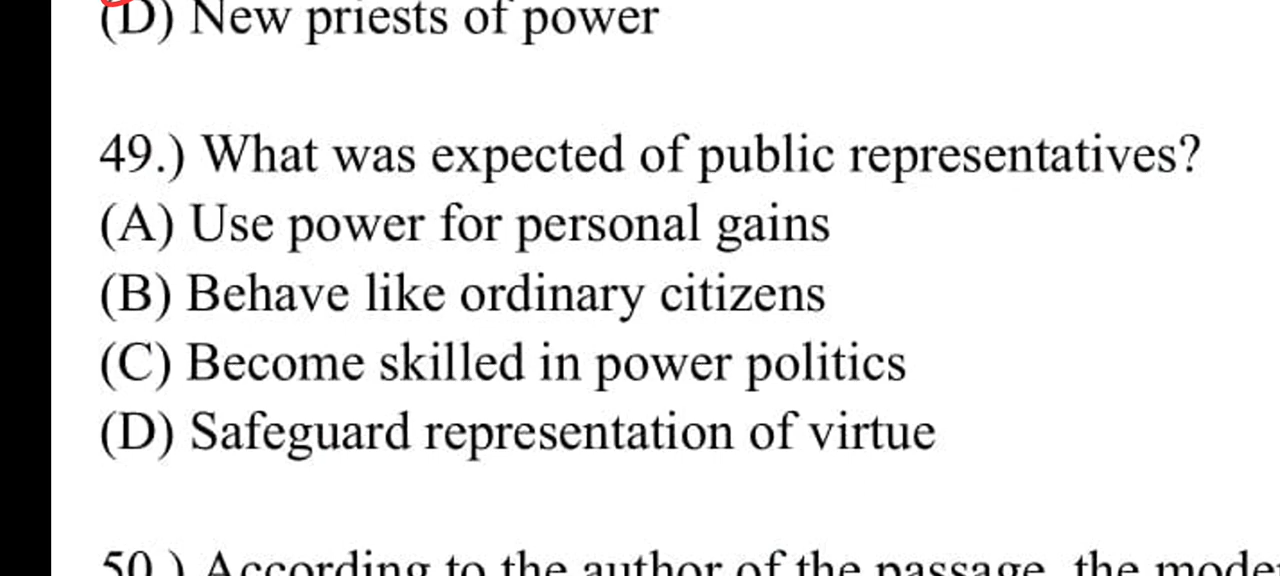 (D) New priests of power
49.) What was expected of public representatives?
(A) Use power for personal gains
(B) Behave like ordinary citizens
(C) Become skilled in power politics
(D) Safeguard representation of virtue
50.) According to the author of the passage, the